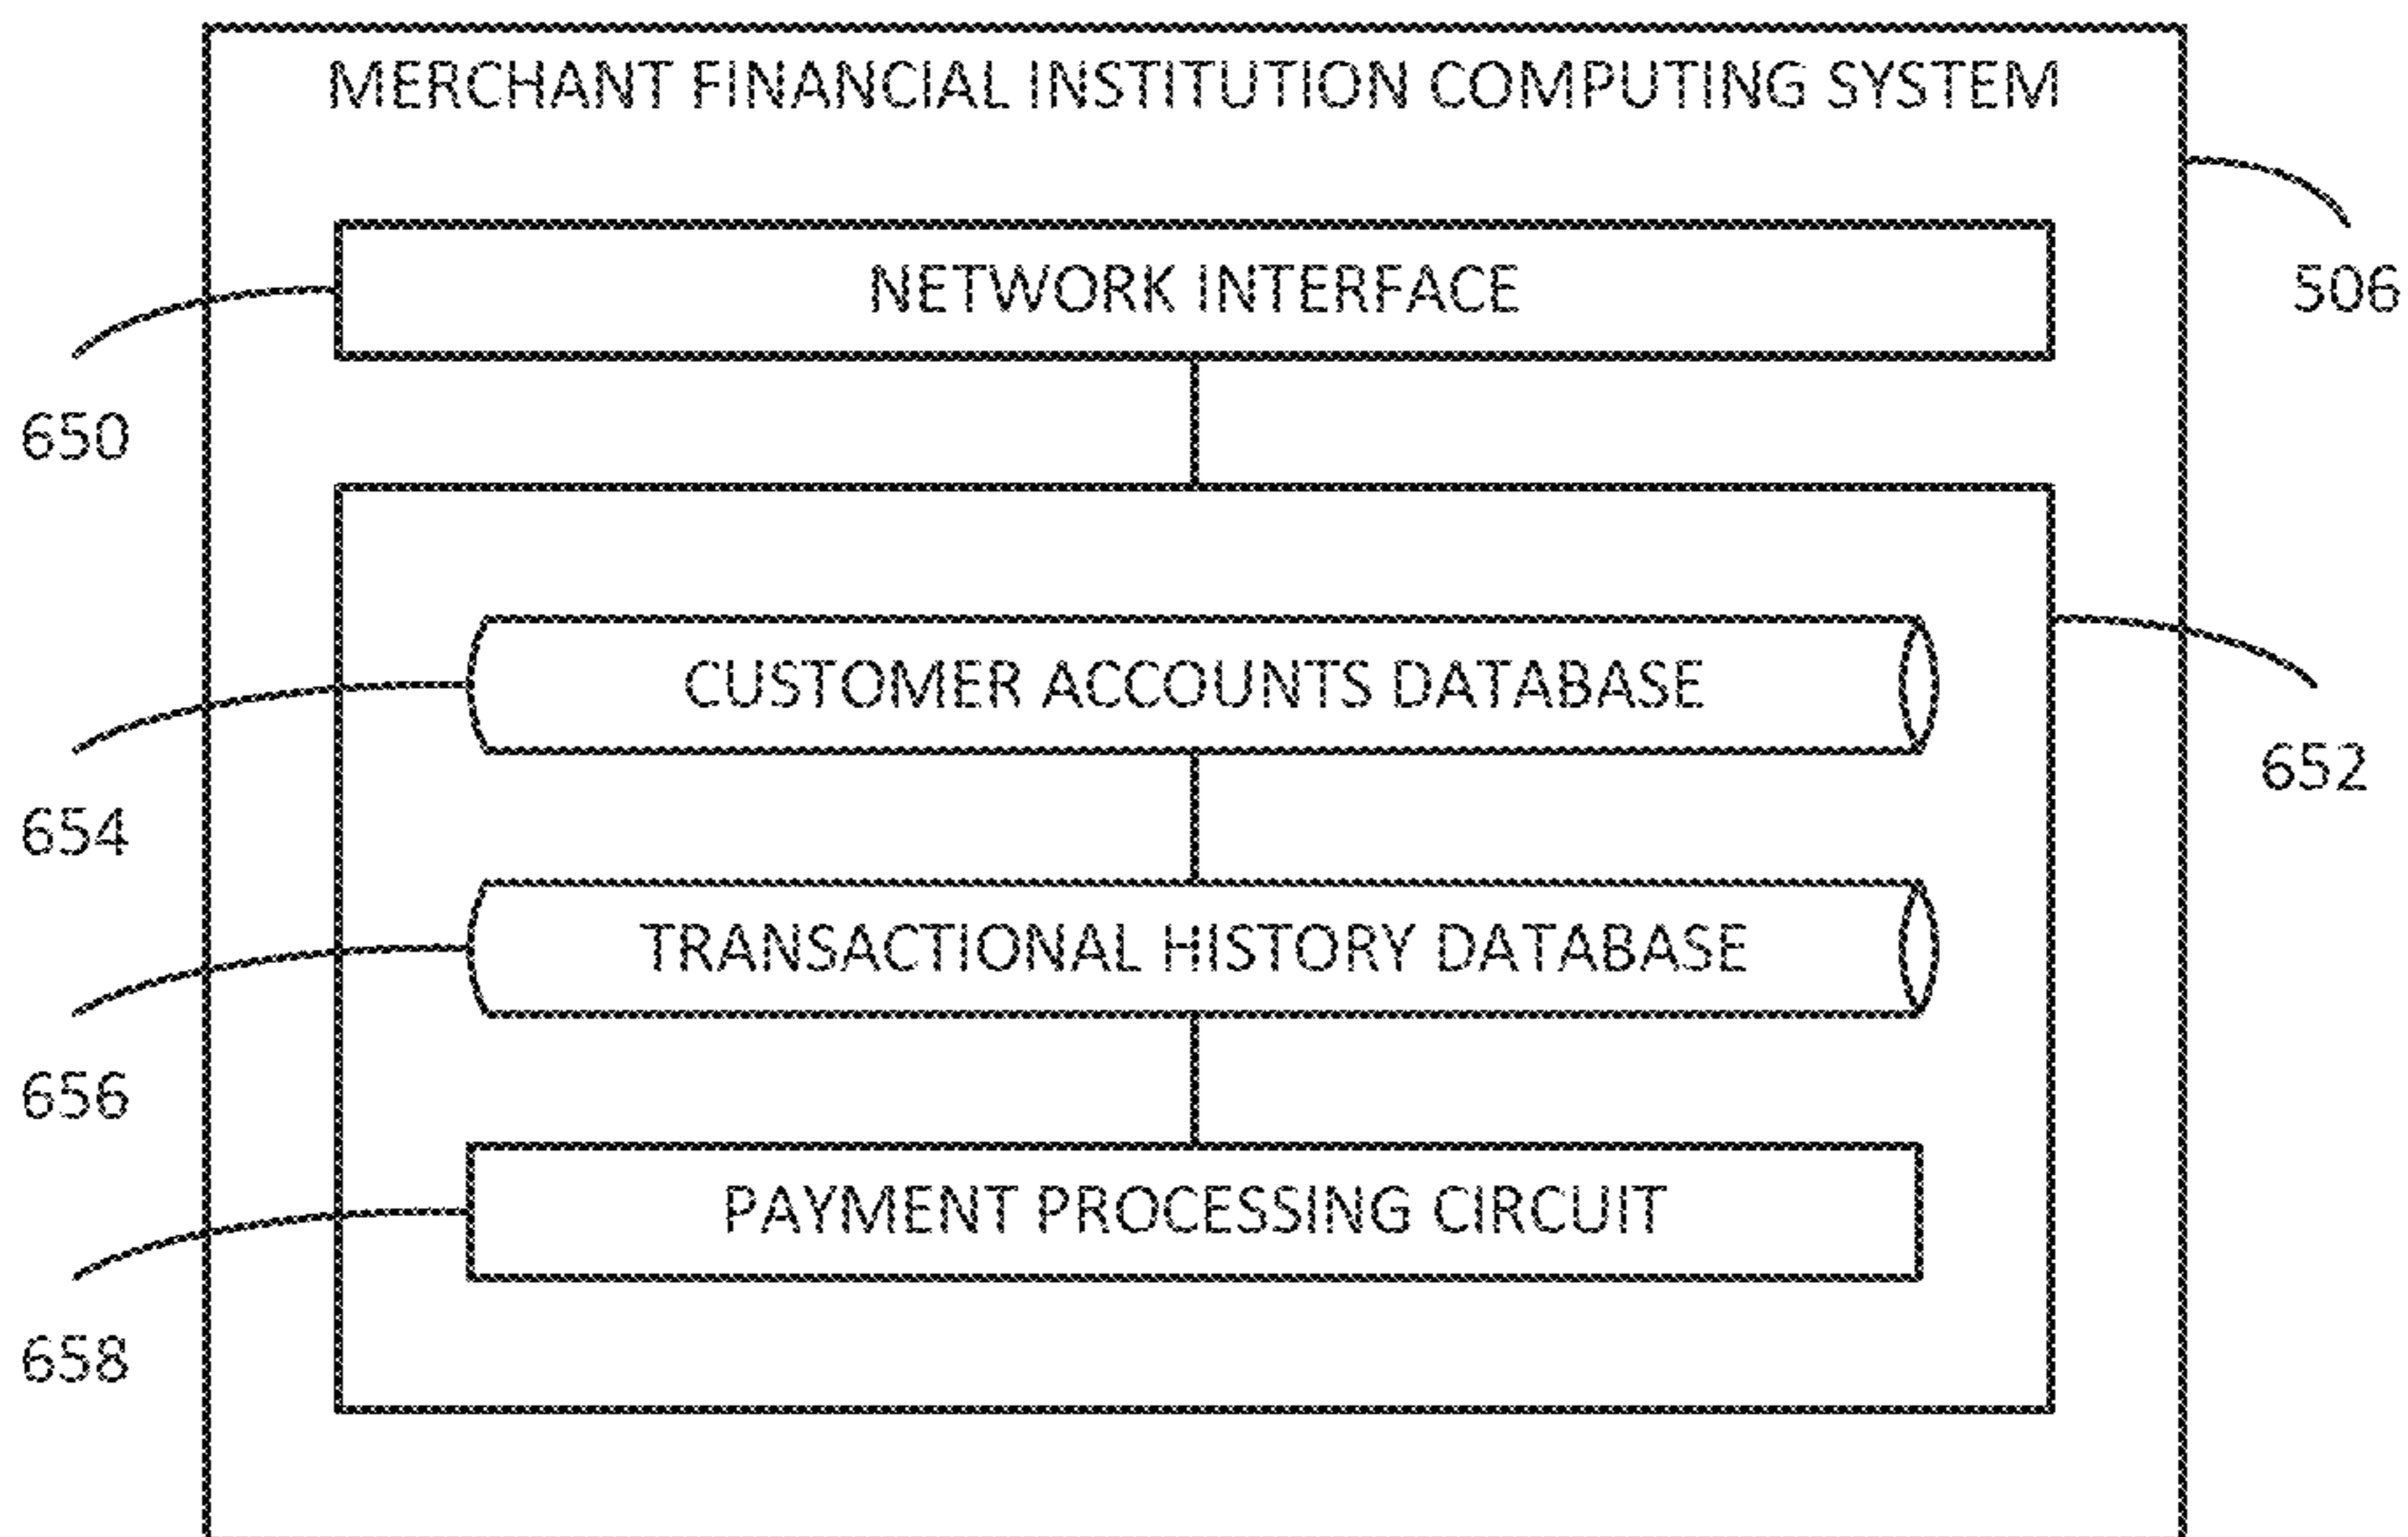 MERCHANT FINANCIAL INSTITUTION COMPUTING SYSTEM
NETWORK INTERFACE
506
650
CUSTOMER ACCOUNTS DATABASE
652
654
TRANSACTIONAL HISTORY DATABASE
656
PAYMENT PROCESSING CIRCUIT
658